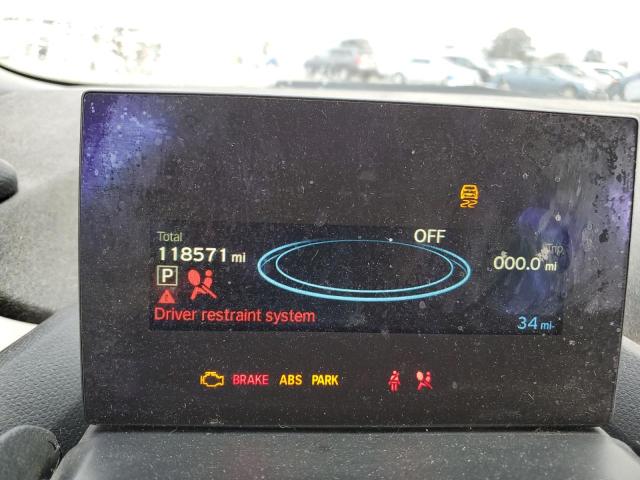 OFF
Total
118571 mi
Trip
000.0 mi
P
Driver restraint system
34 mi
BRAKE ABS PARK